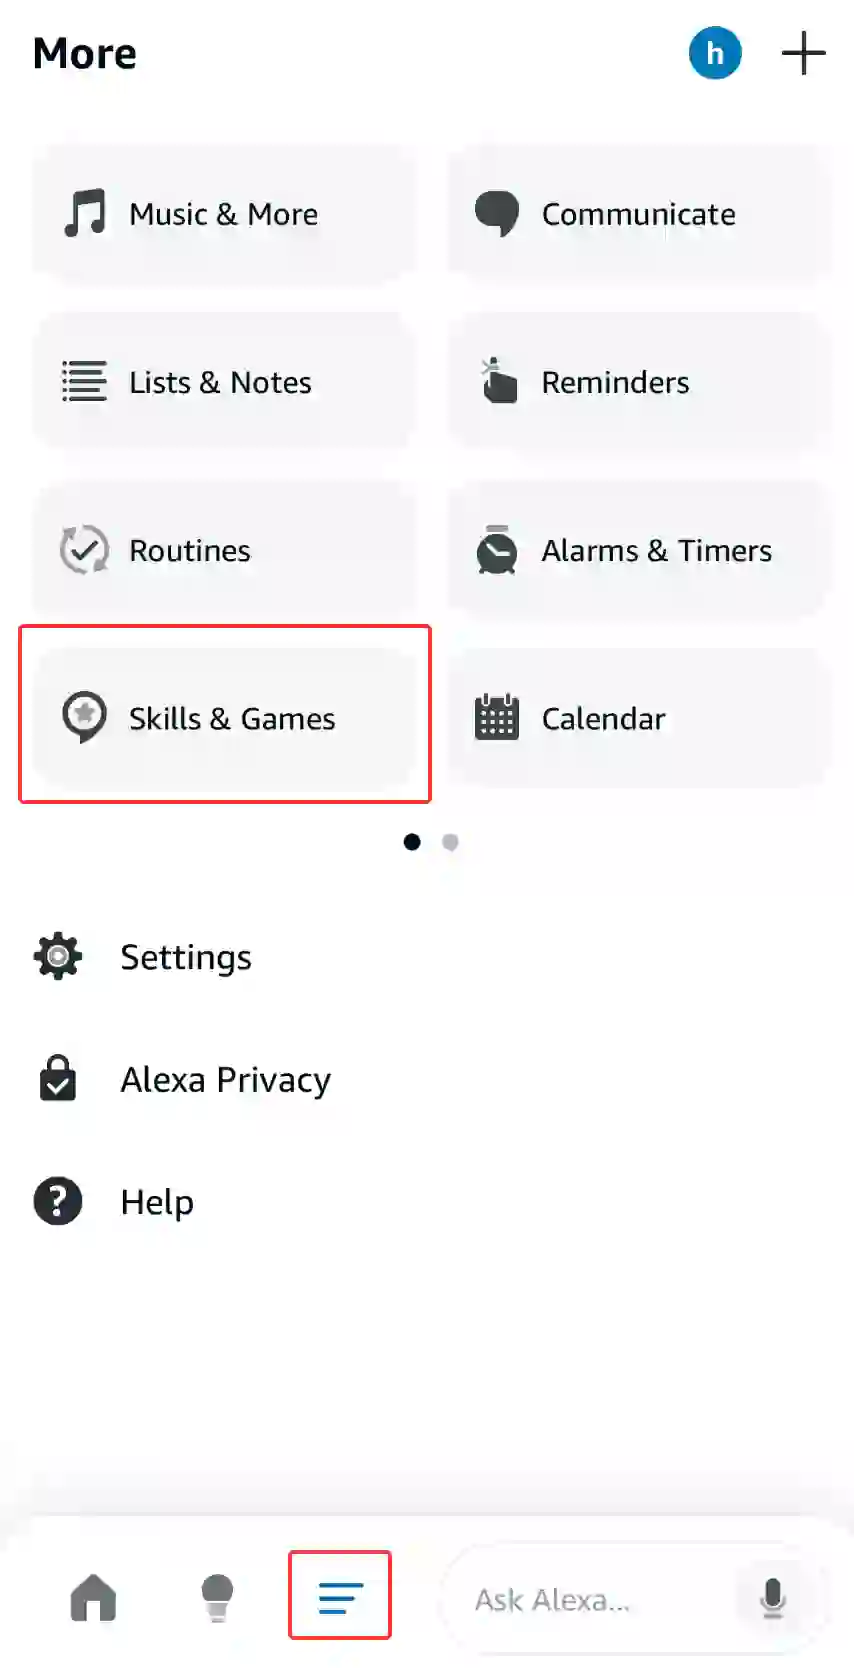 More
h
Music & More
Communicate
Lists & Notes
Reminders
Routines
Alarms & Timers
Skills & Games
Calendar
Settings
Alexa Privacy
Help
Ask Alexa...